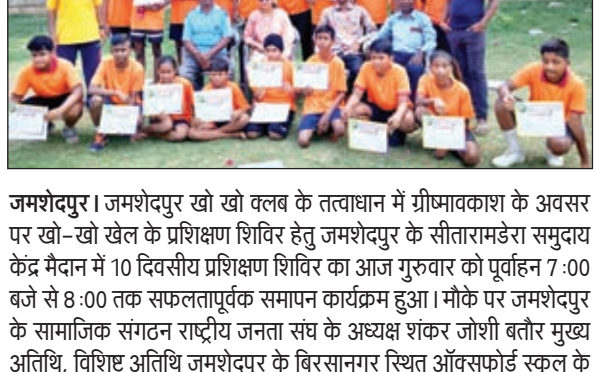 जमशेदपुर। जमशेदपुर खो खो क्लब के तत्वाधान में ग्रीष्मावकाश के अवसर
पर खो-खो खेल के प्रशिक्षण शिविर हेतु जमशेदपुर के सीतारामडेरा समुदाय
केंद्र मैदान में 10 दिवसीय प्रशिक्षण शिविर का आज गुरुवार को पूर्वाहन 7:00
बजे से 8:00 तक सफलतापूर्वक समापन कार्यक्रम हुआ। मौके पर जमशेदपुर
के सामाजिक संगठन राष्ट्रीय जनता संघ के अध्यक्ष शंकर जोशी बतौर मुख्य
अतिथि, विशिष्ट अतिथि जमशेदपुर के बिरसानगर स्थित ऑक्सफोर्ड स्कूल के